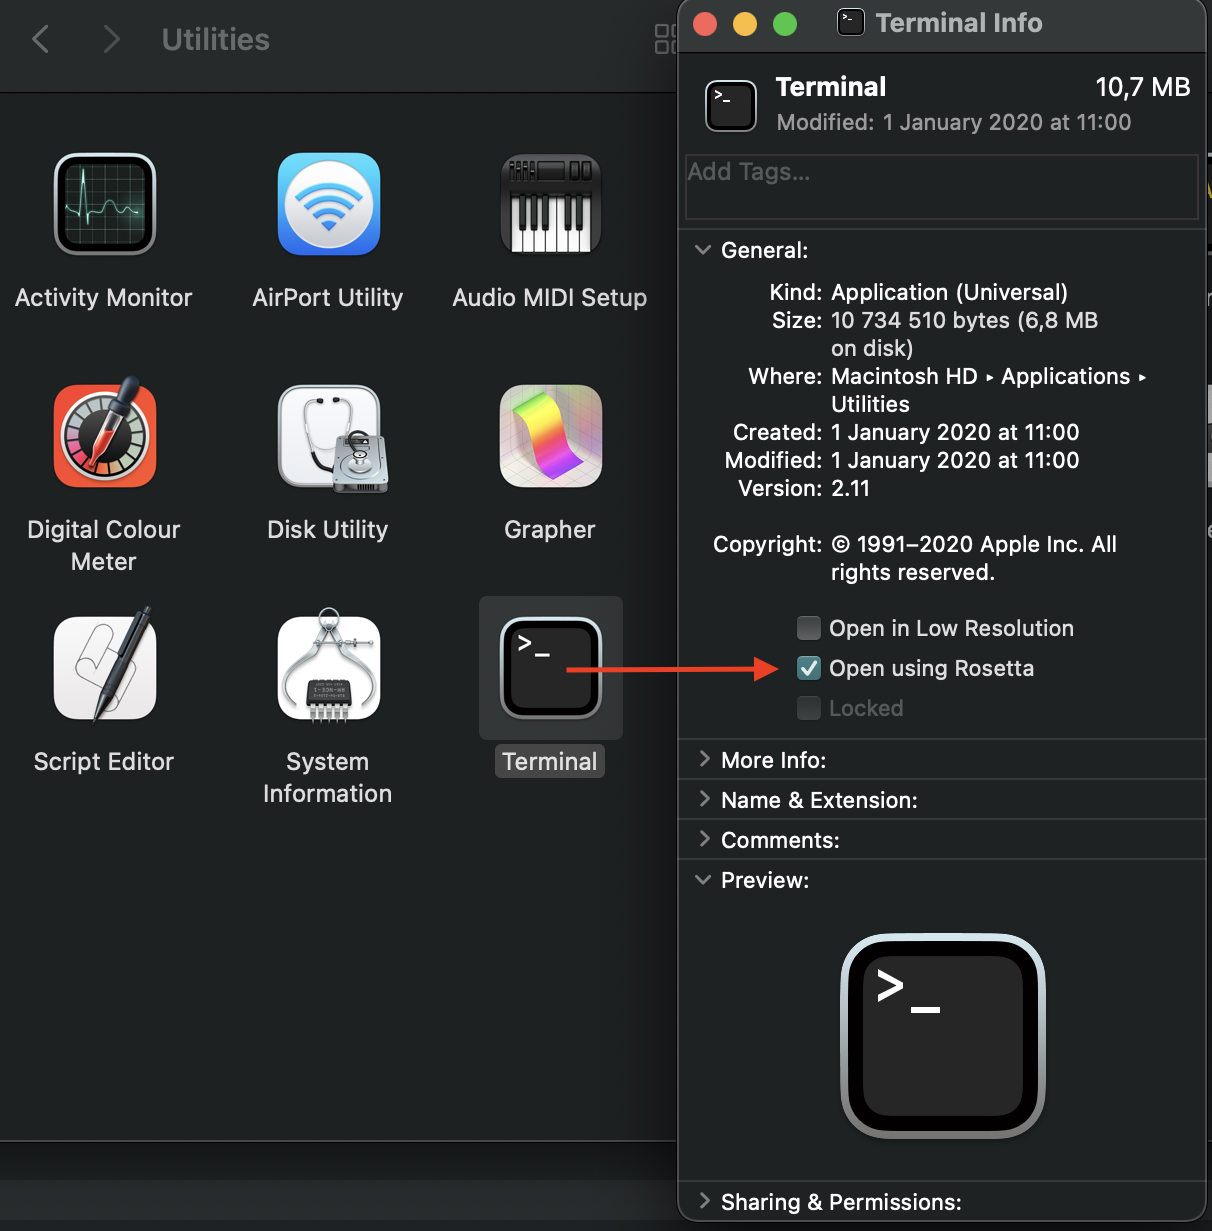 Utilities
Activity Monitor
AirPort Utility
Audio MIDI Setup
Digital Colour
Meter
Disk Utility
Grapher
Script Editor
System
Information
>_
Terminal
Terminal Info
Terminal
10,7 MB
Modified: 1 January 2020 at 11:00
Add Tags...
General:
Kind: Application (Universal)
Size: 10 734 510 bytes (6,8 MB
on disk)
Where: Macintosh HD ▸ Applications ▸
Utilities
Created: 1 January 2020 at 11:00
Modified: 1 January 2020 at 11:00
Version: 2.11
Copyright: © 1991–2020 Apple Inc. All
rights reserved.
Open in Low Resolution
Open using Rosetta
Locked
More Info:
Name & Extension:
Comments:
Preview:
>_
Sharing & Permissions: